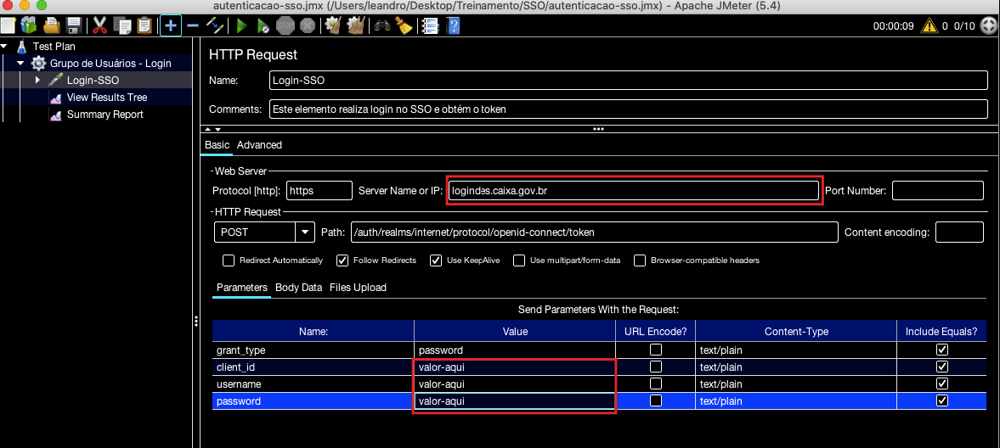 autenticacao-sso.jmx (/Users/leandro/Desktop/Treinamento/SSO/autenticacao-sso.jmx) - Apache JMeter (5.4)
STOP
00:00:09 0 0/10
Test Plan
Grupo de Usuários - Login
Login-SSO
View Results Tree
Summary Report
HTTP Request
Name: Login-SSO
Comments: Este elemento realiza login no SSO e obtém o token
Basic Advanced
Web Server
Protocol [http]: https Server Name or IP: logindes.caixa.gov.br Port Number:
HTTP Request
POST Path: /auth/realms/internet/protocol/openid-connect/token Content encoding:
Redirect Automatically Follow Redirects Use KeepAlive Use multipart/form-data Browser-compatible headers
Parameters Body Data Files Upload
Send Parameters With the Request:
Name: Value URL Encode? Content-Type Include Equals?
grant_type password text/plain
client_id valor-aqui text/plain
username valor-aqui text/plain
password valor-aqui text/plain